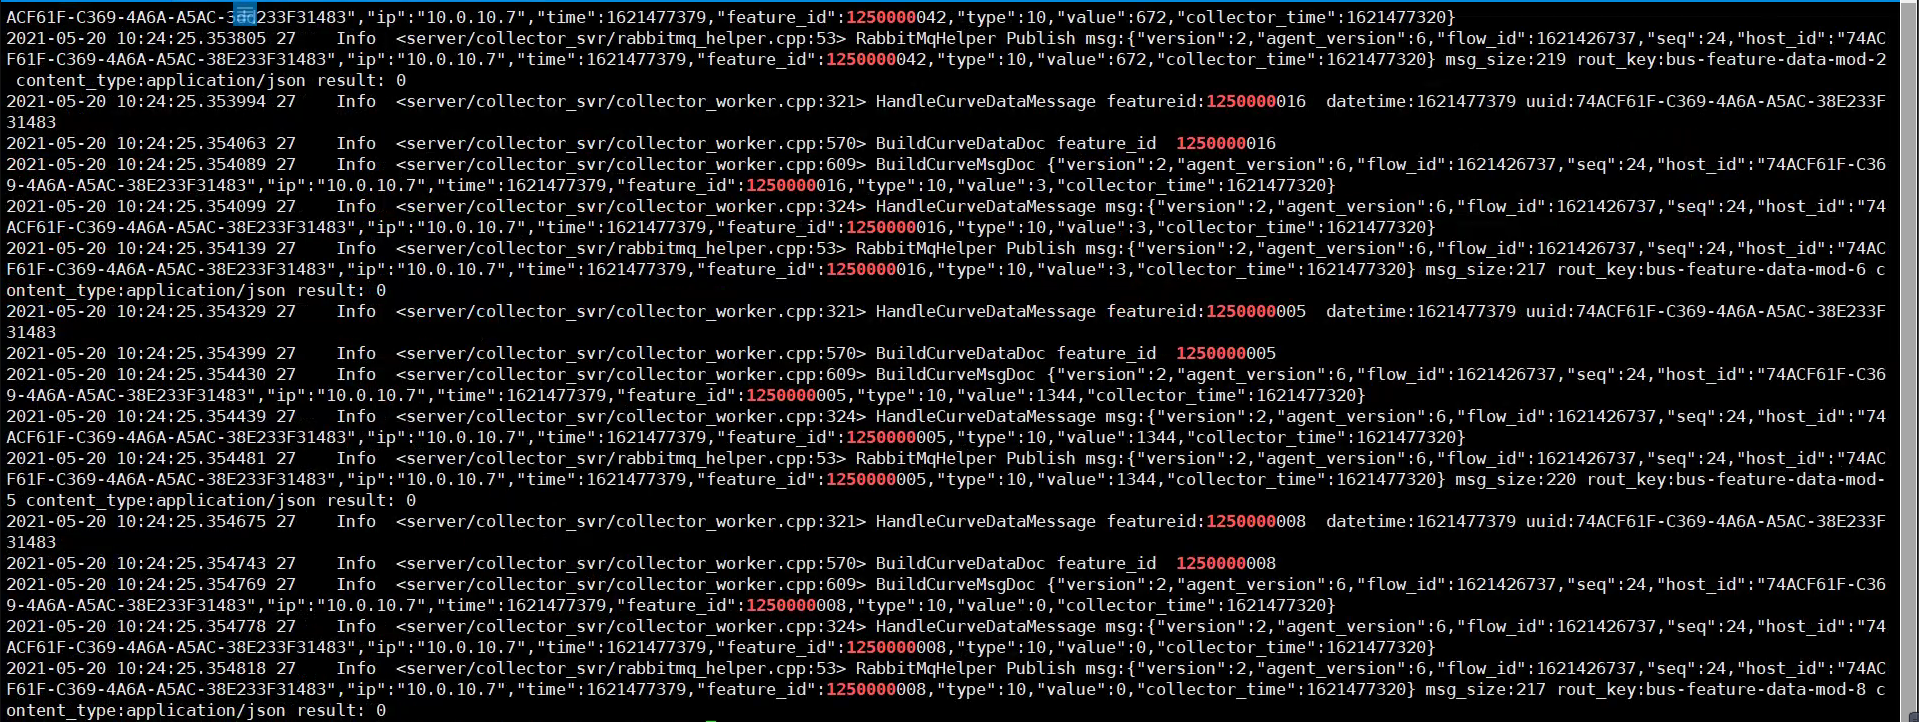 ACF61F-C369-4A6A-A5AC-38E233F31483","ip":"10.0.10.7","time":1621477379,"feature_id":1250000042,"type":10,"value":672,"collector_time":1621477320}
2021-05-20 10:24:25.353805 27    Info  <server/collector_svr/rabbitmq_helper.cpp:53> RabbitMqHelper Publish msg:{"version":2,"agent_version":6,"flow_id":1621426737,"seq":24,"host_id":"74AC
F61F-C369-4A6A-A5AC-38E233F31483","ip":"10.0.10.7","time":1621477379,"feature_id":1250000042,"type":10,"value":672,"collector_time":1621477320} msg_size:219 rout_key:bus-feature-data-mod-2
 content_type:application/json result: 0
2021-05-20 10:24:25.353994 27    Info  <server/collector_svr/collector_worker.cpp:321> HandleCurveDataMessage featureid:1250000016  datetime:1621477379 uuid:74ACF61F-C369-4A6A-A5AC-38E233F
31483
2021-05-20 10:24:25.354063 27    Info  <server/collector_svr/collector_worker.cpp:570> BuildCurveDataDoc feature_id  1250000016
2021-05-20 10:24:25.354089 27    Info  <server/collector_svr/collector_worker.cpp:609> BuildCurveMsgDoc {"version":2,"agent_version":6,"flow_id":1621426737,"seq":24,"host_id":"74ACF61F-C36
9-4A6A-A5AC-38E233F31483","ip":"10.0.10.7","time":1621477379,"feature_id":1250000016,"type":10,"value":3,"collector_time":1621477320}
2021-05-20 10:24:25.354099 27    Info  <server/collector_svr/collector_worker.cpp:324> HandleCurveDataMessage msg:{"version":2,"agent_version":6,"flow_id":1621426737,"seq":24,"host_id":"74
ACF61F-C369-4A6A-A5AC-38E233F31483","ip":"10.0.10.7","time":1621477379,"feature_id":1250000016,"type":10,"value":3,"collector_time":1621477320}
2021-05-20 10:24:25.354139 27    Info  <server/collector_svr/rabbitmq_helper.cpp:53> RabbitMqHelper Publish msg:{"version":2,"agent_version":6,"flow_id":1621426737,"seq":24,"host_id":"74AC
F61F-C369-4A6A-A5AC-38E233F31483","ip":"10.0.10.7","time":1621477379,"feature_id":1250000016,"type":10,"value":3,"collector_time":1621477320} msg_size:217 rout_key:bus-feature-data-mod-6 c
ontent_type:application/json result: 0
2021-05-20 10:24:25.354329 27    Info  <server/collector_svr/collector_worker.cpp:321> HandleCurveDataMessage featureid:1250000005  datetime:1621477379 uuid:74ACF61F-C369-4A6A-A5AC-38E233F
31483
2021-05-20 10:24:25.354399 27    Info  <server/collector_svr/collector_worker.cpp:570> BuildCurveDataDoc feature_id  1250000005
2021-05-20 10:24:25.354430 27    Info  <server/collector_svr/collector_worker.cpp:609> BuildCurveMsgDoc {"version":2,"agent_version":6,"flow_id":1621426737,"seq":24,"host_id":"74ACF61F-C36
9-4A6A-A5AC-38E233F31483","ip":"10.0.10.7","time":1621477379,"feature_id":1250000005,"type":10,"value":1344,"collector_time":1621477320}
2021-05-20 10:24:25.354439 27    Info  <server/collector_svr/collector_worker.cpp:324> HandleCurveDataMessage msg:{"version":2,"agent_version":6,"flow_id":1621426737,"seq":24,"host_id":"74
ACF61F-C369-4A6A-A5AC-38E233F31483","ip":"10.0.10.7","time":1621477379,"feature_id":1250000005,"type":10,"value":1344,"collector_time":1621477320}
2021-05-20 10:24:25.354481 27    Info  <server/collector_svr/rabbitmq_helper.cpp:53> RabbitMqHelper Publish msg:{"version":2,"agent_version":6,"flow_id":1621426737,"seq":24,"host_id":"74AC
F61F-C369-4A6A-A5AC-38E233F31483","ip":"10.0.10.7","time":1621477379,"feature_id":1250000005,"type":10,"value":1344,"collector_time":1621477320} msg_size:220 rout_key:bus-feature-data-mod-
5 content_type:application/json result: 0
2021-05-20 10:24:25.354675 27    Info  <server/collector_svr/collector_worker.cpp:321> HandleCurveDataMessage featureid:1250000008  datetime:1621477379 uuid:74ACF61F-C369-4A6A-A5AC-38E233F
31483
2021-05-20 10:24:25.354743 27    Info  <server/collector_svr/collector_worker.cpp:570> BuildCurveDataDoc feature_id  1250000008
2021-05-20 10:24:25.354769 27    Info  <server/collector_svr/collector_worker.cpp:609> BuildCurveMsgDoc {"version":2,"agent_version":6,"flow_id":1621426737,"seq":24,"host_id":"74ACF61F-C36
9-4A6A-A5AC-38E233F31483","ip":"10.0.10.7","time":1621477379,"feature_id":1250000008,"type":10,"value":0,"collector_time":1621477320}
2021-05-20 10:24:25.354778 27    Info  <server/collector_svr/collector_worker.cpp:324> HandleCurveDataMessage msg:{"version":2,"agent_version":6,"flow_id":1621426737,"seq":24,"host_id":"74
ACF61F-C369-4A6A-A5AC-38E233F31483","ip":"10.0.10.7","time":1621477379,"feature_id":1250000008,"type":10,"value":0,"collector_time":1621477320}
2021-05-20 10:24:25.354818 27    Info  <server/collector_svr/rabbitmq_helper.cpp:53> RabbitMqHelper Publish msg:{"version":2,"agent_version":6,"flow_id":1621426737,"seq":24,"host_id":"74AC
F61F-C369-4A6A-A5AC-38E233F31483","ip":"10.0.10.7","time":1621477379,"feature_id":1250000008,"type":10,"value":0,"collector_time":1621477320} msg_size:217 rout_key:bus-feature-data-mod-8 c
ontent_type:application/json result: 0